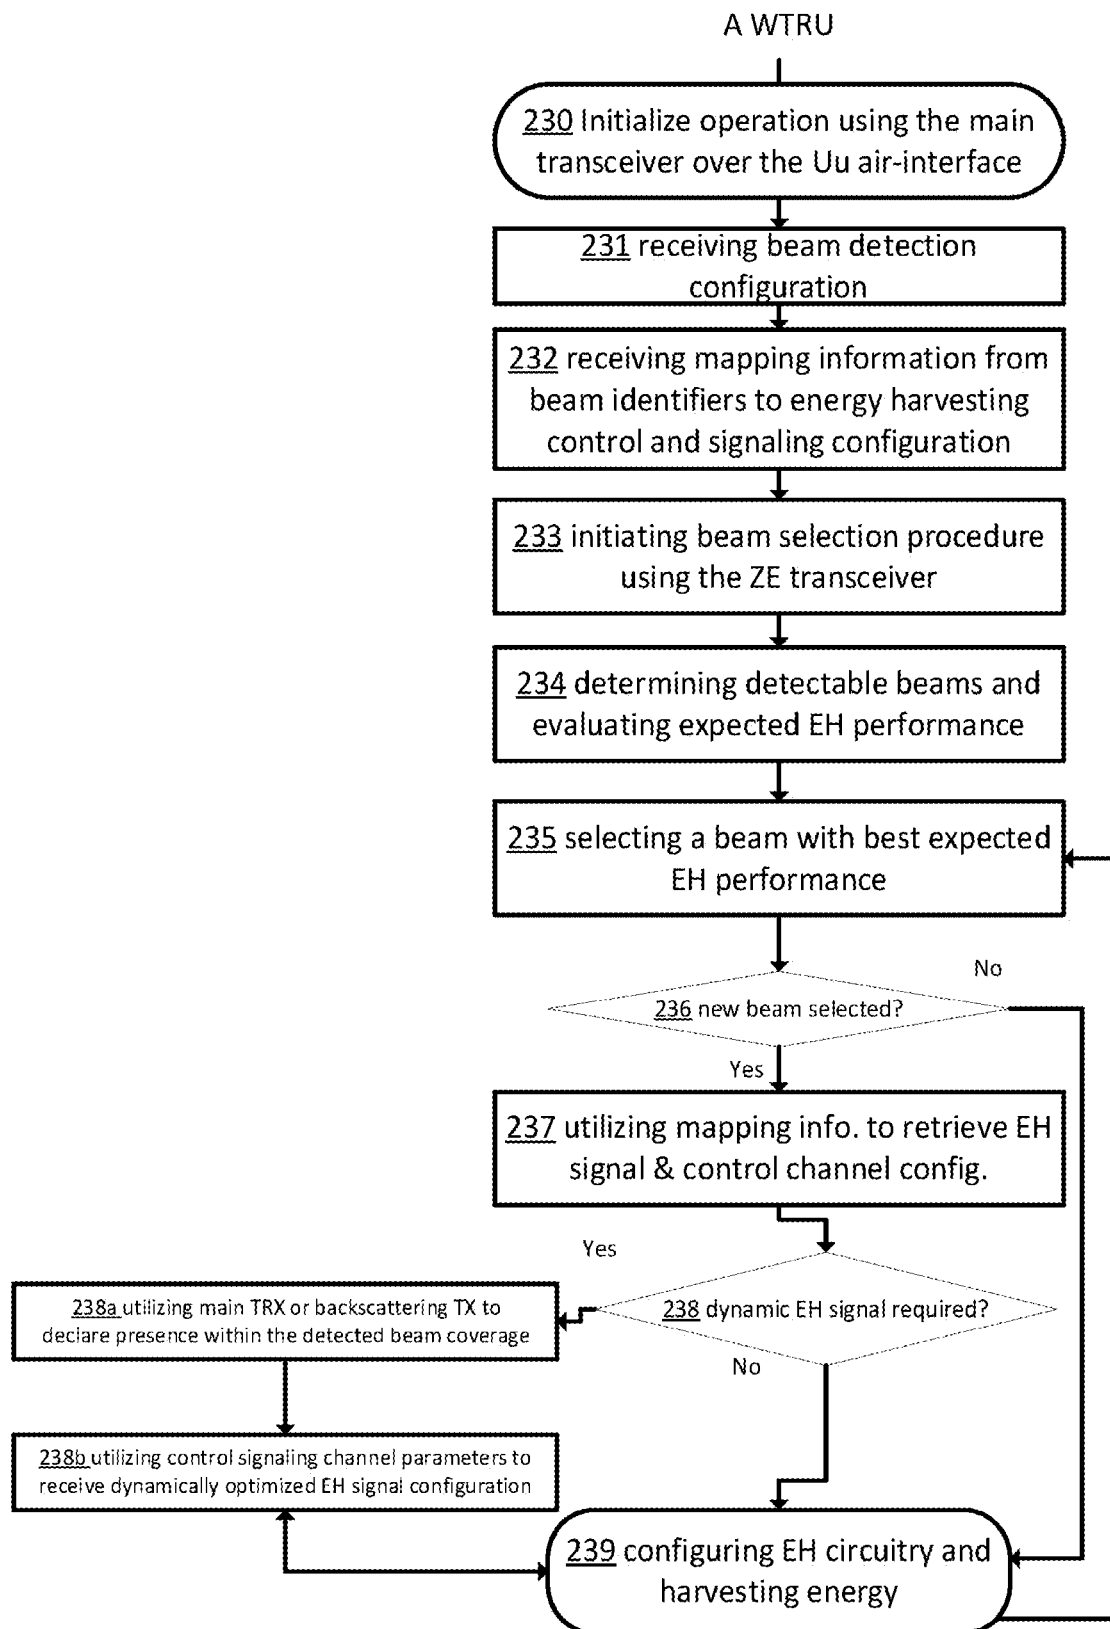 A WTRU
230 Initialize operation using the main
transceiver over the Uu air-interface
231 receiving beam detection
configuration
232 receiving mapping information from
beam identifiers to energy harvesting
control and signaling configuration
233 initiating beam selection procedure
using the ZE transceiver
234 determining detectable beams and
evaluating expected EH performance
235 selecting a beam with best expected
EH performance
No
236 new beam selected?
Yes
237 utilizing mapping info. to retrieve EH
signal & control channel config.
Yes
238 dynamic EH signal required?
No
238a utilizing main TRX or backscattering TX to
declare presence within the detected beam coverage
238b utilizing control signaling channel parameters to
receive dynamically optimized EH signal configuration
239 configuring EH circuitry and
harvesting energy